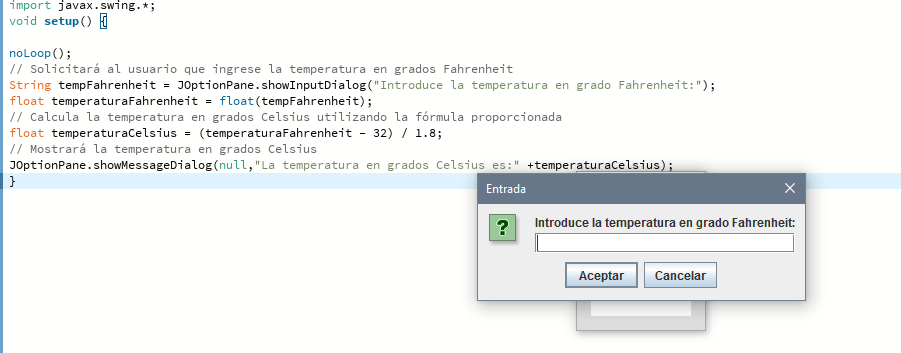 import javax.swing.*;
void setup() {
noLoop();
// Solicitará al usuario que ingrese la temperatura en grados Fahrenheit
String tempFahrenheit = JOptionPane.showInputDialog("Introduce la temperatura en grado Fahrenheit:");
float temperaturaFahrenheit = float(tempFahrenheit);
// Calcula la temperatura en grados Celsius utilizando la fórmula proporcionada
float temperaturaCelsius = (temperaturaFahrenheit - 32) / 1.8;
// Mostrará la temperatura en grados Celsius
JOptionPane.showMessageDialog(null,"La temperatura en grados Celsius es:" +temperaturaCelsius);
}
Entrada
Introduce la temperatura en grado Fahrenheit:
Aceptar Cancelar